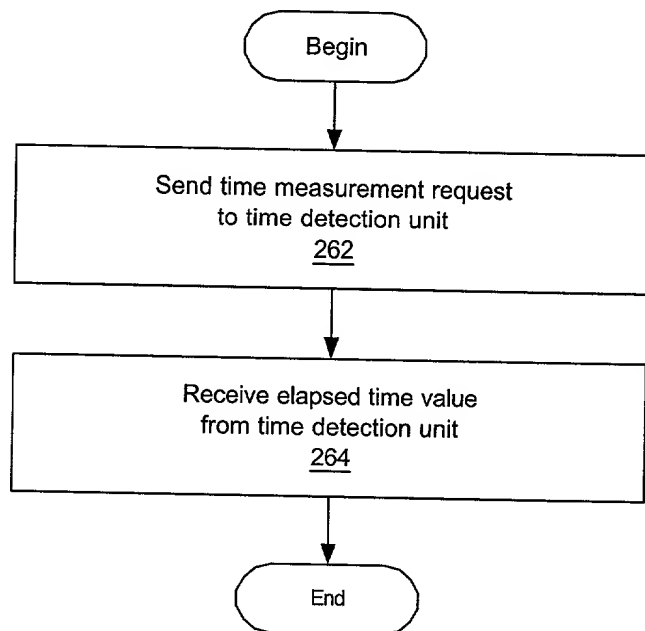 Begin
Send time measurement request
to time detection unit
262
Receive elapsed time value
from time detection unit
264
End